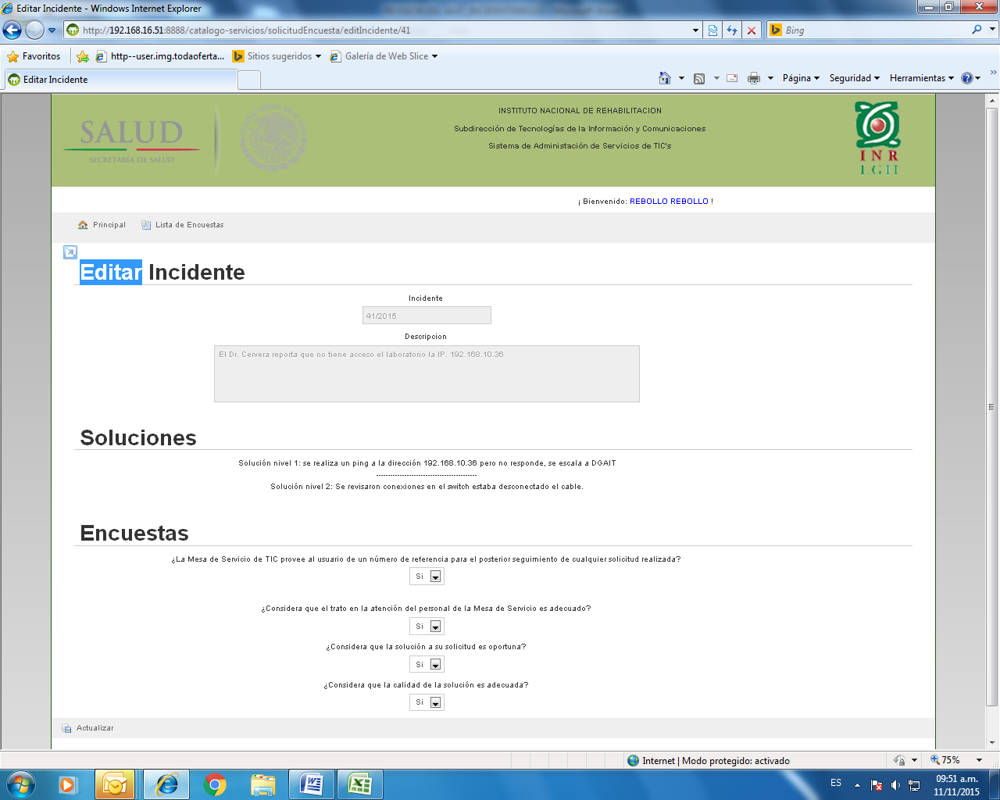 Editar Incidente - Windows Internet Explorer
http://192.168.16.51:8888/catalogo-servicios/solicitudEncuesta/editIncidente/41
Bing
Favoritos
http--user.img.todaoferta...
Sitios sugeridos
Galería de Web Slice
Editar Incidente
Página
Seguridad
Herramientas
SALUD
SECRETARÍA DE SALUD
INSTITUTO NACIONAL DE REHABILITACION
Subdirección de Tecnologías de la Información y Comunicaciones
Sistema de Administación de Servicios de TIC's
INR
LGII
¡ Bienvenido: REBOLLO REBOLLO !
Principal
Lista de Encuestas
Editar Incidente
Incidente
41/2015
Descripcion
El Dr. Cervera reporta que no tiene acceso el laboratorio la IP. 192.168.10.36
Soluciones
Solución nivel 1: se realiza un ping a la dirección 192.168.10.36 pero no responde, se escala a DGAIT
-------------------------------------------
Solución nivel 2: Se revisaron conexiones en el switch estaba desconectado el cable.
Encuestas
¿La Mesa de Servicio de TIC provee al usuario de un número de referencia para el posterior seguimiento de cualquier solicitud realizada?
Si
¿Considera que el trato en la atención del personal de la Mesa de Servicio es adecuado?
Si
¿Considera que la solución a su solicitud es oportuna?
Si
¿Considera que la calidad de la solución es adecuada?
Si
Actualizar
Internet | Modo protegido: activado
75%
ES
09:51 a.m.
11/11/2015